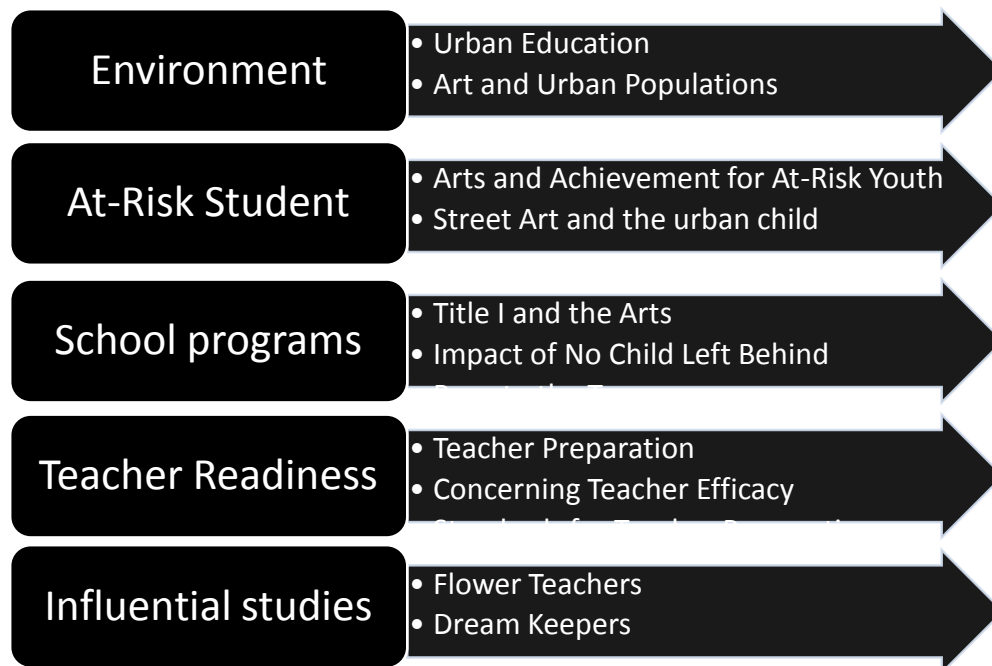 Environment
• Urban Education
• Art and Urban Populations
At-Risk Student
• Arts and Achievement for At-Risk Youth
• Street Art and the urban child
School programs
• Title I and the Arts
• Impact of No Child Left Behind
Teacher Readiness
• Teacher Preparation
• Concerning Teacher Efficacy
Influential studies
• Flower Teachers
• Dream Keepers